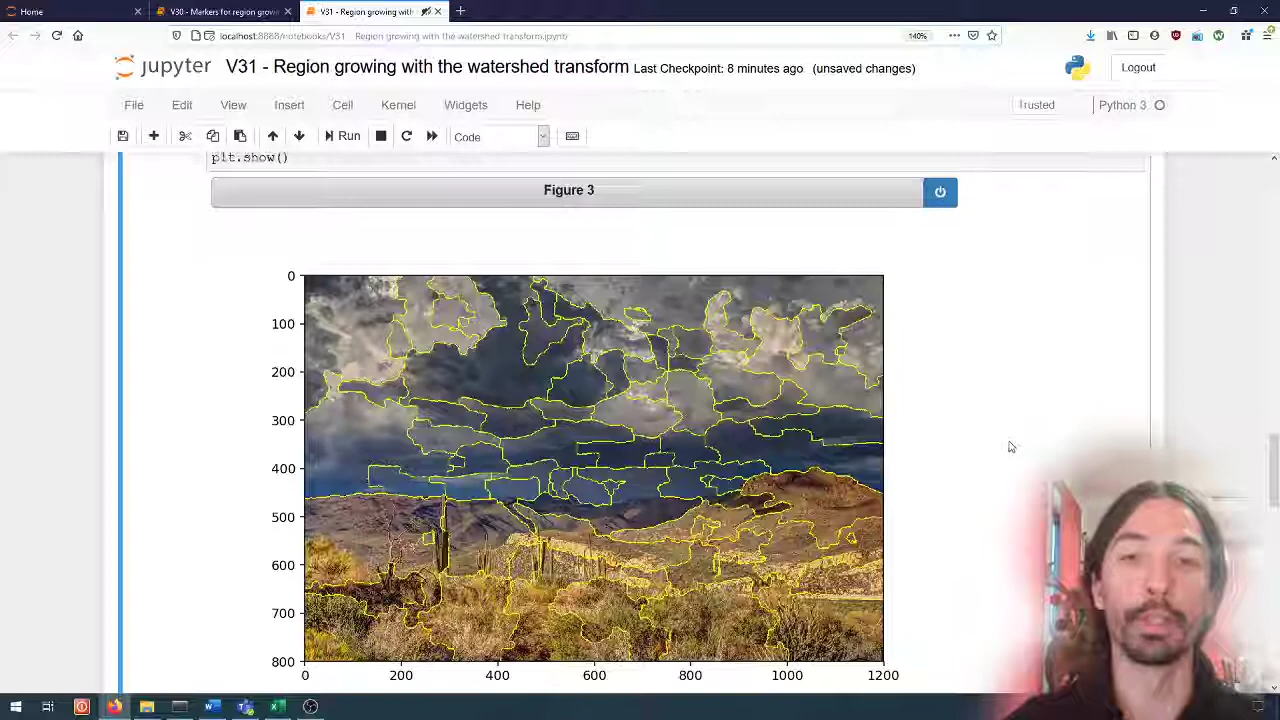 Home
V30 - Markers for region grow
V31 - Region growing with
localhost:8888/notebooks/V31 - Region growing with the watershed transform.ipynb
140%
jupyter
V31 - Region growing with the watershed transform
Last Checkpoint: 8 minutes ago (unsaved changes)
Logout
File Edit View Insert Cell Kernel Widgets Help
Trusted
Python 3
Run
Code
plt.show()
Figure 3
0
100
200
300
400
500
600
700
800
0 200 400 600 800 1000 1200